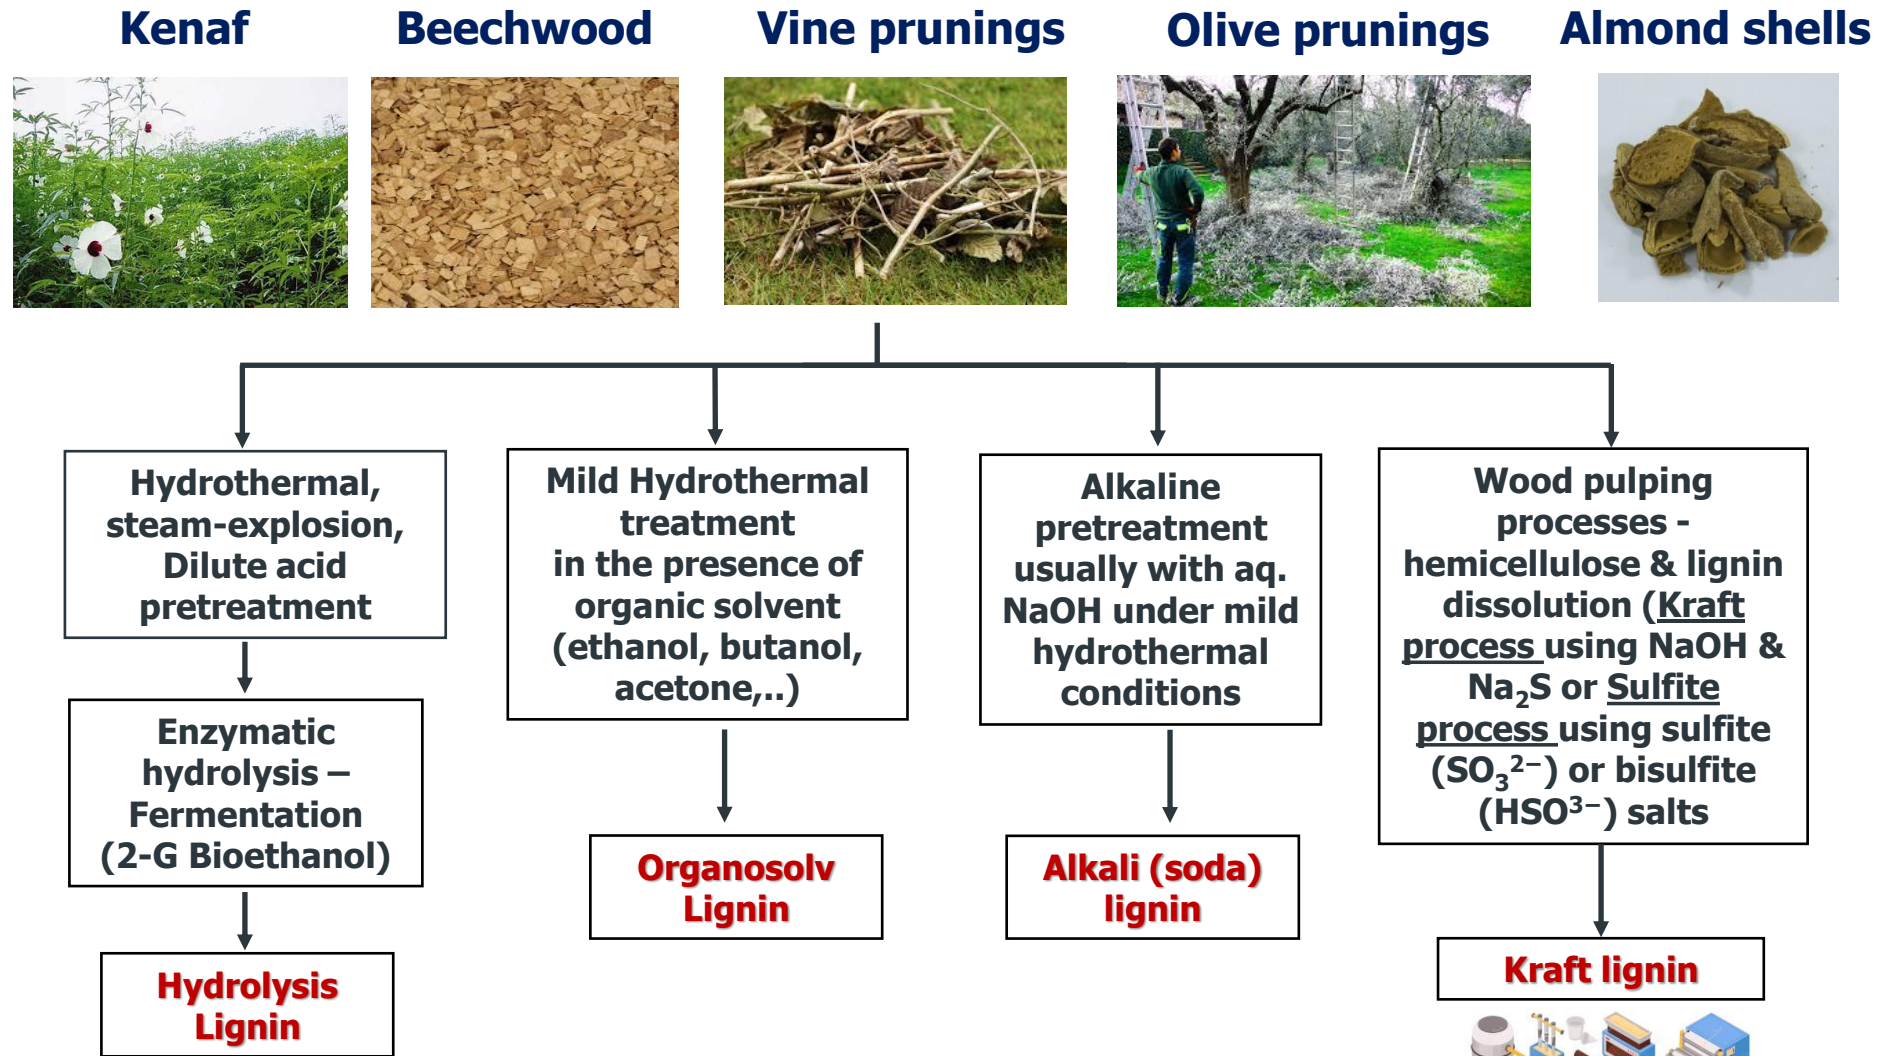 Kenaf
Beechwood
Vine prunings
Olive prunings
Almond shells
Hydrothermal,
steam-explosion,
Dilute acid
pretreatment
Enzymatic
hydrolysis –
Fermentation
(2-G Bioethanol)
Hydrolysis
Lignin
Mild Hydrothermal
treatment
in the presence of
organic solvent
(ethanol, butanol,
acetone,..)
Organosolv
Lignin
Alkaline
pretreatment
usually with aq.
NaOH under mild
hydrothermal
conditions
Alkali (soda)
lignin
Wood pulping
processes -
hemicellulose & lignin
dissolution (Kraft
process using NaOH &
Na₂S or Sulfite
process using sulfite
(SO₃²⁻) or bisulfite
(HSO³⁻) salts
Kraft lignin